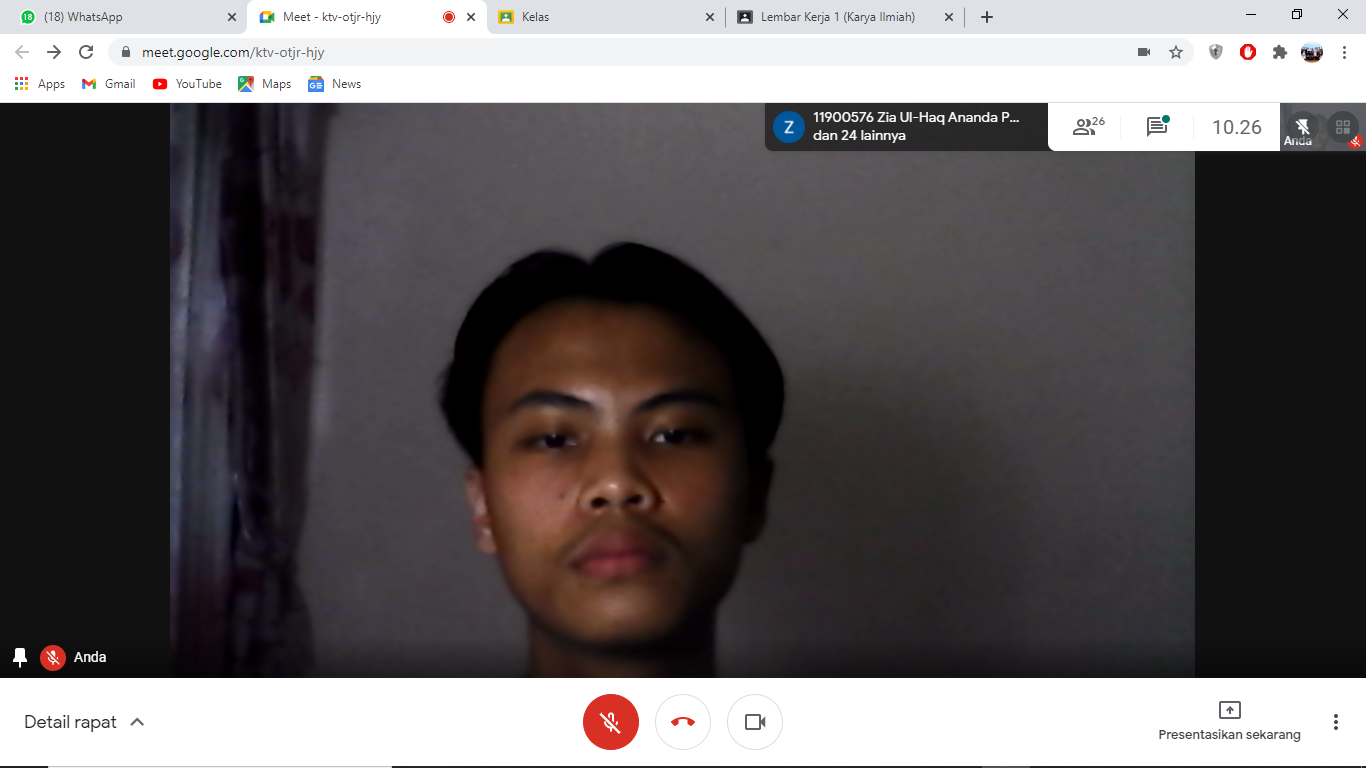 (18) WhatsApp
Meet - ktv-otjr-hjy
Kelas
Lembar Kerja 1 (Karya Ilmiah)
meet.google.com/ktv-otjr-hjy
Apps
Gmail
YouTube
Maps
News
Z
11900576 Zia Ul-Haq Ananda P...
dan 24 lainnya
26
10.26
Anda
Anda
Detail rapat
Presentasikan sekarang